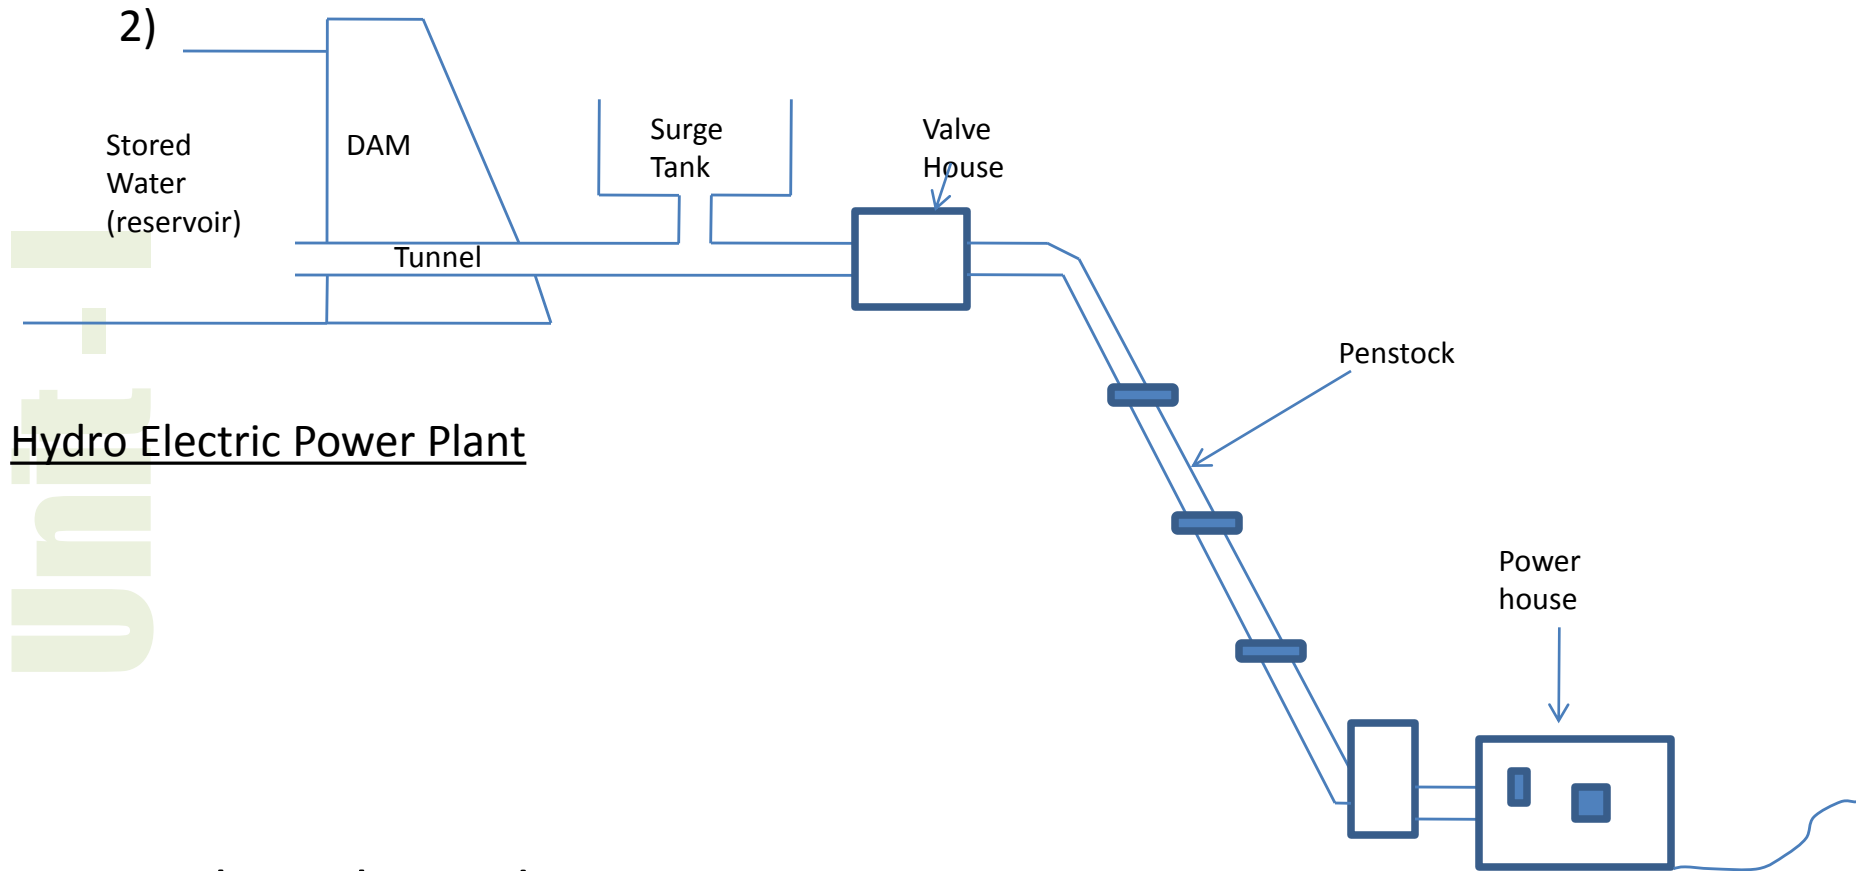 2)
Stored
Water
(reservoir)
DAM
Surge
Tank
Valve
House
Tunnel
Penstock
Hydro Electric Power Plant
Power
house
Unit - I